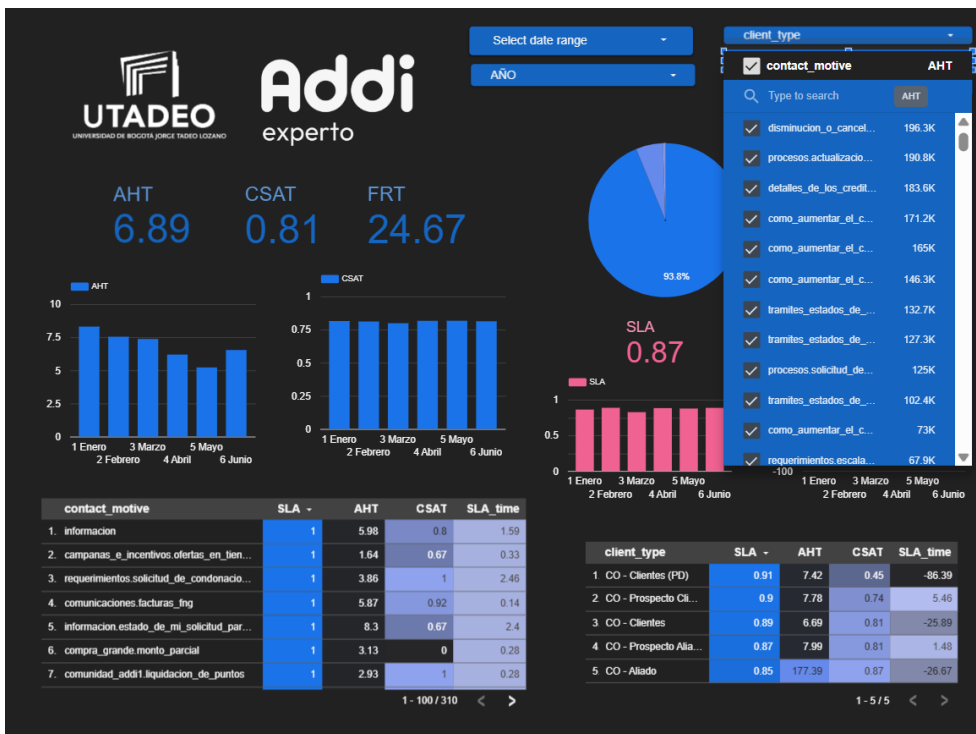 Select date range
client_type
AÑO
UTADEO
UNIVERSIDAD DE BOGOTÁ JORGE TADEO LOZANO
Addi
experto
contact_motive AHT
Type to search AHT
disminucion_o_cancel... 196.3K
procesos.actualizacio... 190.8K
detalles_de_los_credit... 183.6K
como_aumentar_el_c... 171.2K
como_aumentar_el_c... 165K
como_aumentar_el_c... 146.3K
tramites_estados_de_... 132.7K
tramites_estados_de_... 127.3K
procesos.solicitud_de... 125K
tramites_estados_de_... 102.4K
como_aumentar_el_c... 73K
requerimientos.escala... 67.9K
AHT CSAT FRT
6.89 0.81 24.67
93.8%
AHT
10
7.5
5
2.5
0
1 Enero 3 Marzo 5 Mayo
2 Febrero 4 Abril 6 Junio
CSAT
1
0.75
0.5
0.25
0
1 Enero 3 Marzo 5 Mayo
2 Febrero 4 Abril 6 Junio
SLA
0.87
SLA
1
0.5
0
1 Enero 3 Marzo 5 Mayo
2 Febrero 4 Abril 6 Junio
-100
1 Enero 3 Marzo 5 Mayo
2 Febrero 4 Abril 6 Junio
contact_motive SLA AHT CSAT SLA_time
1. informacion 1 5.98 0.8 1.59
2. campanas_e_incentivos.ofertas_en_tien... 1 1.64 0.67 0.33
3. requerimientos.solicitud_de_condonacio... 1 3.86 1 2.46
4. comunicaciones.facturas_fng 1 5.87 0.92 0.14
5. informacion.estado_de_mi_solicitud_par... 1 8.3 0.67 2.4
6. compra_grande.monto_parcial 1 3.13 0 0.28
7. comunidad_addi1.liquidacion_de_puntos 1 2.93 1 0.28
1 - 100 / 310
client_type SLA AHT CSAT SLA_time
1 CO - Clientes (PD) 0.91 7.42 0.45 -86.39
2 CO - Prospecto Cli... 0.9 7.78 0.74 5.46
3 CO - Clientes 0.89 6.69 0.81 -25.89
4 CO - Prospecto Alia... 0.87 7.99 0.81 1.48
5 CO - Aliado 0.85 177.39 0.87 -26.67
1 - 5 / 5